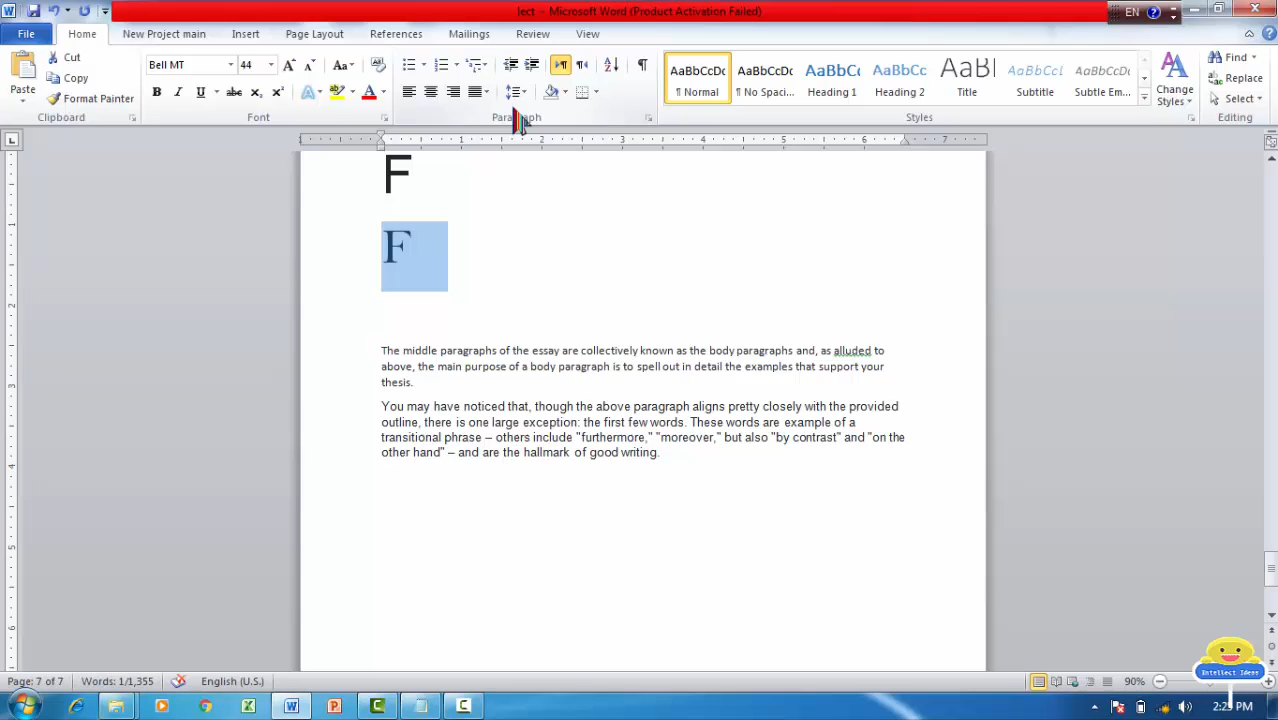 lect - Microsoft Word (Product Activation Failed)
EN
File Home New Project main Insert Page Layout References Mailings Review View
Cut
Copy
Format Painter
Paste
Clipboard
Bell MT 44
Font
Paragraph
AaBbCcDc AaBbCcDc AaBbCc AaBbCc AaBl AaBbCcl AaBbCcDc
¶ Normal ¶ No Spaci... Heading 1 Heading 2 Title Subtitle Subtle Em...
Change
Styles
Styles
Find
Replace
Select
Editing
1 2 3 4 5 6 7
F
F
The middle paragraphs of the essay are collectively known as the body paragraphs and, as alluded to
above, the main purpose of a body paragraph is to spell out in detail the examples that support your
thesis.
You may have noticed that, though the above paragraph aligns pretty closely with the provided
outline, there is one large exception: the first few words. These words are example of a
transitional phrase – others include "furthermore," "moreover," but also "by contrast" and "on the
other hand" – and are the hallmark of good writing.
Intellect Ideas
Page: 7 of 7 Words: 1/1,355 English (U.S.) 90%